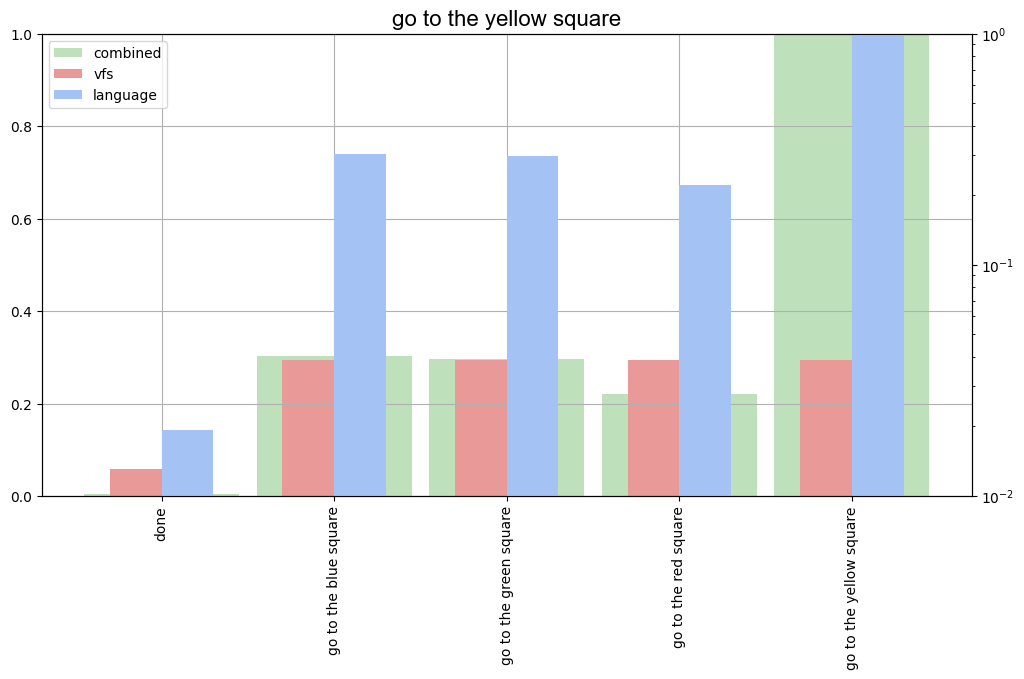 go to the yellow square
combined
vfs
language
1.0
0.8
0.6
0.4
0.2
0.0
10⁰
10⁻¹
10⁻²
done
go to the blue square
go to the green square
go to the red square
go to the yellow square